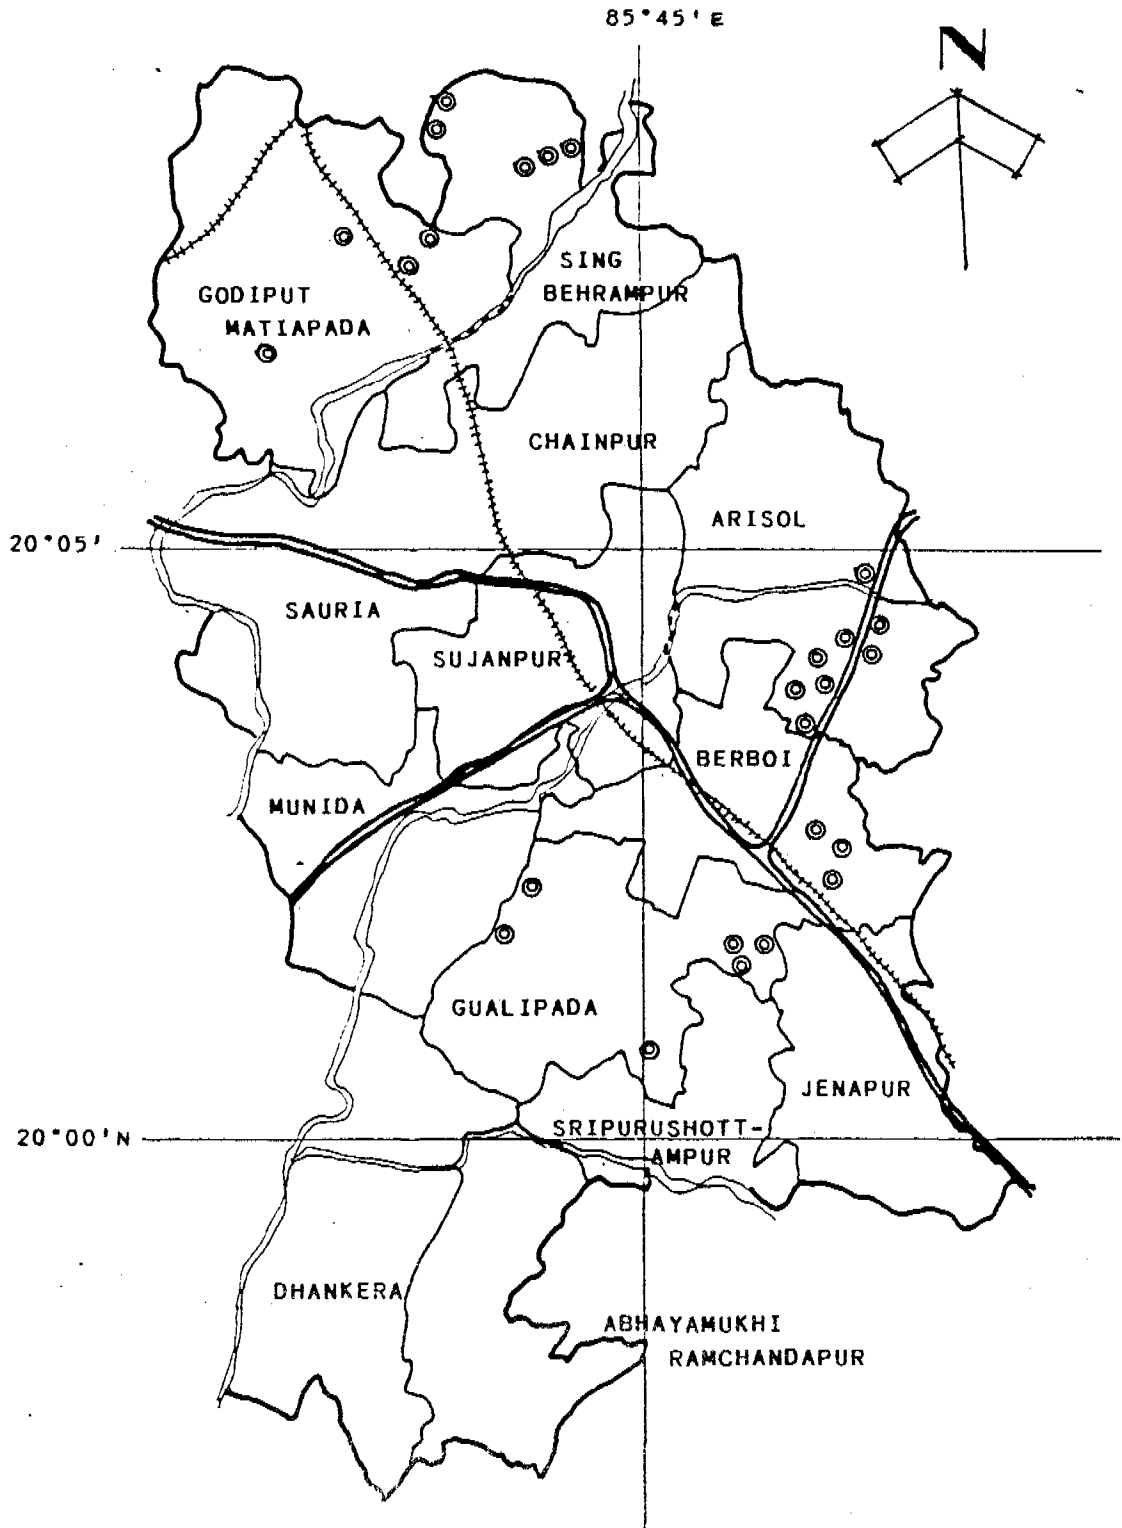 85°45'E
N
SING
BEHRAMPUR
GODIPUT
MATIAPADA
CHAINPUR
ARISOL
20°05'
SAURIA
SUJANPUR
BERBOI
MUNIDA
GUALIPADA
JENAPUR
20°00'N
SRIPURUSHOTT-
AMPUR
DHANKERA
ABHAYAMUKHI
RAMCHANDAPUR